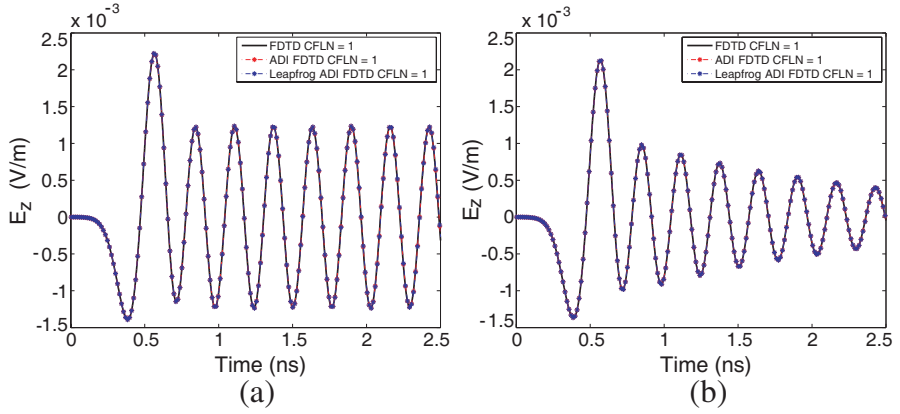 x 10⁻³
2.5
2
1.5
1
0.5
0
-0.5
-1
-1.5
E_z (V/m)
FDTD CFLN = 1
ADI FDTD CFLN = 1
Leapfrog ADI FDTD CFLN = 1
0 0.5 1 1.5 2 2.5
Time (ns)
(a)
x 10⁻³
2.5
2
1.5
1
0.5
0
-0.5
-1
-1.5
E_z (V/m)
FDTD CFLN = 1
ADI FDTD CFLN = 1
Leapfrog ADI FDTD CFLN = 1
0 0.5 1 1.5 2 2.5
Time (ns)
(b)